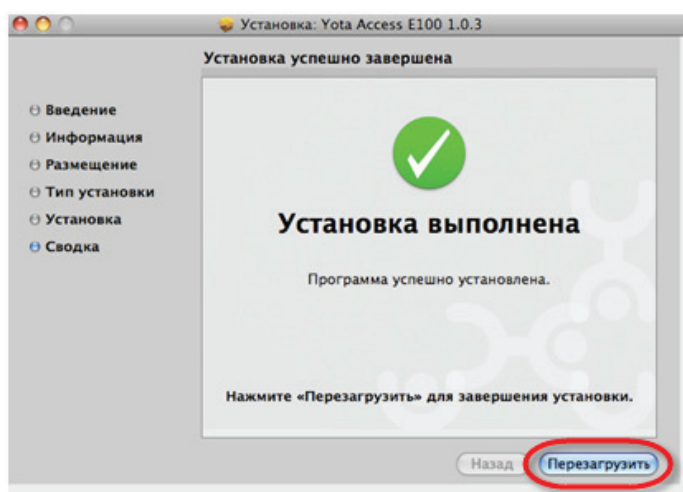 Установка: Yota Access E100 1.0.3
Установка успешно завершена
Введение
Информация
Размещение
Тип установки
Установка
Сводка
Установка выполнена
Программа успешно установлена.
Нажмите «Перезагрузить» для завершения установки.
Назад
Перезагрузить